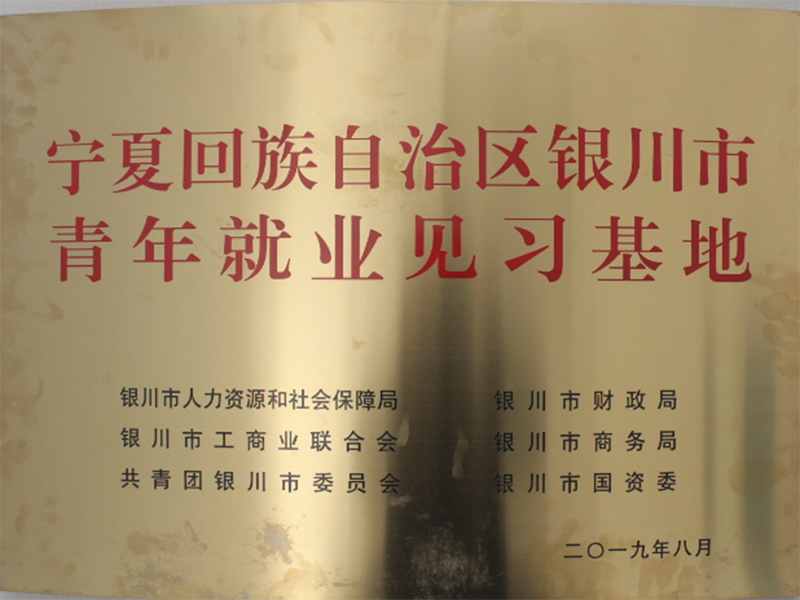 宁夏回族自治区银川市
青年就业见习基地
银川市人力资源和社会保障局 银川市财政局
银川市工商业联合会 银川市商务局
共青团银川市委员会 银川市国资委
二〇一九年八月